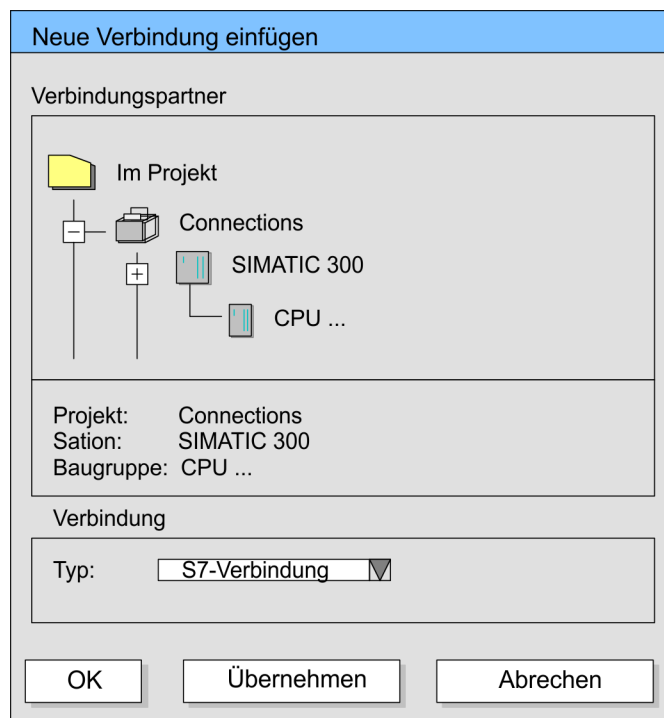 Neue Verbindung einfügen
Verbindungspartner
Im Projekt
Connections
SIMATIC 300
CPU ...
Projekt: Connections
Sation: SIMATIC 300
Baugruppe: CPU ...
Verbindung
Typ: S7-Verbindung
OK Übernehmen Abrechen